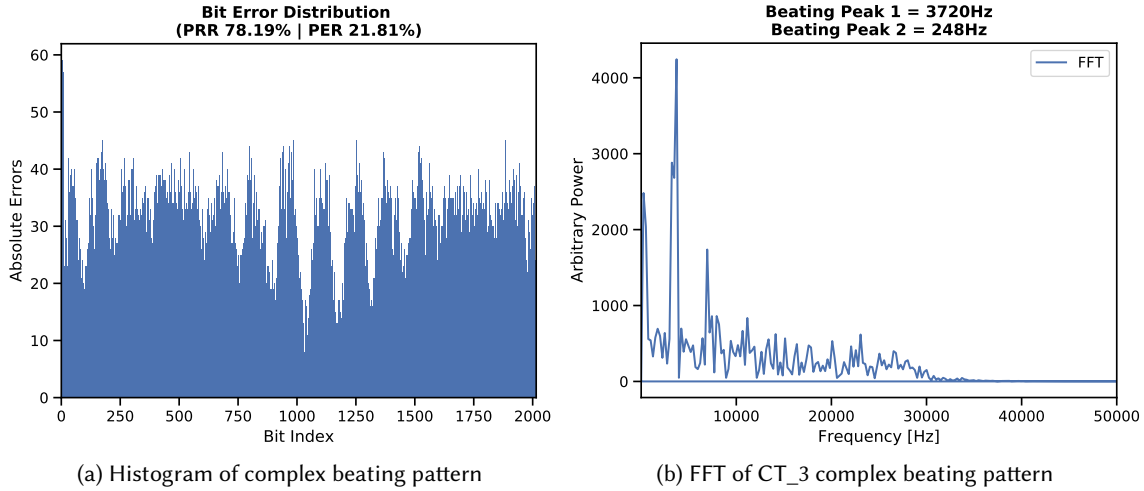 Bit Error Distribution
(PRR 78.19% | PER 21.81%)
60
50
40
30
20
10
0
Absolute Errors
0 250 500 750 1000 1250 1500 1750 2000
Bit Index
(a) Histogram of complex beating pattern
Beating Peak 1 = 3720Hz
Beating Peak 2 = 248Hz
FFT
4000
3000
2000
1000
0
Arbitrary Power
10000 20000 30000 40000 50000
Frequency [Hz]
(b) FFT of CT_3 complex beating pattern